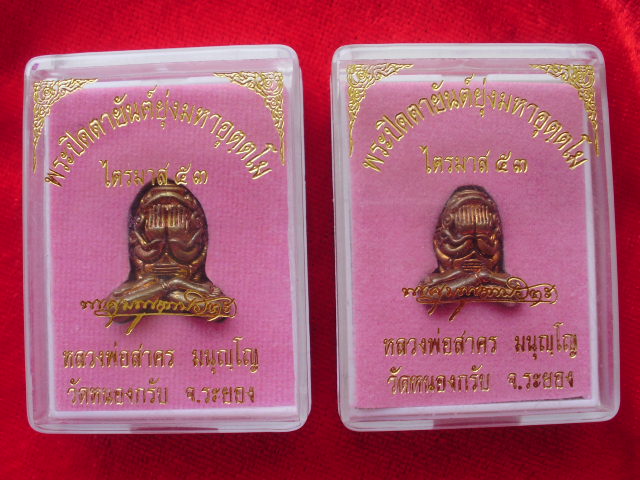 พระปิดตายันต์ยุ่งมหาอุตฺตโม
ไตรมาส ๕๓
หลวงพ่อสาคร มนุญฺโญ
วัดหนองกรับ จ.ระยอง
พระปิดตายันต์ยุ่งมหาอุตฺตโม
ไตรมาส ๕๓
หลวงพ่อสาคร มนุญฺโญ
วัดหนองกรับ จ.ระยอง